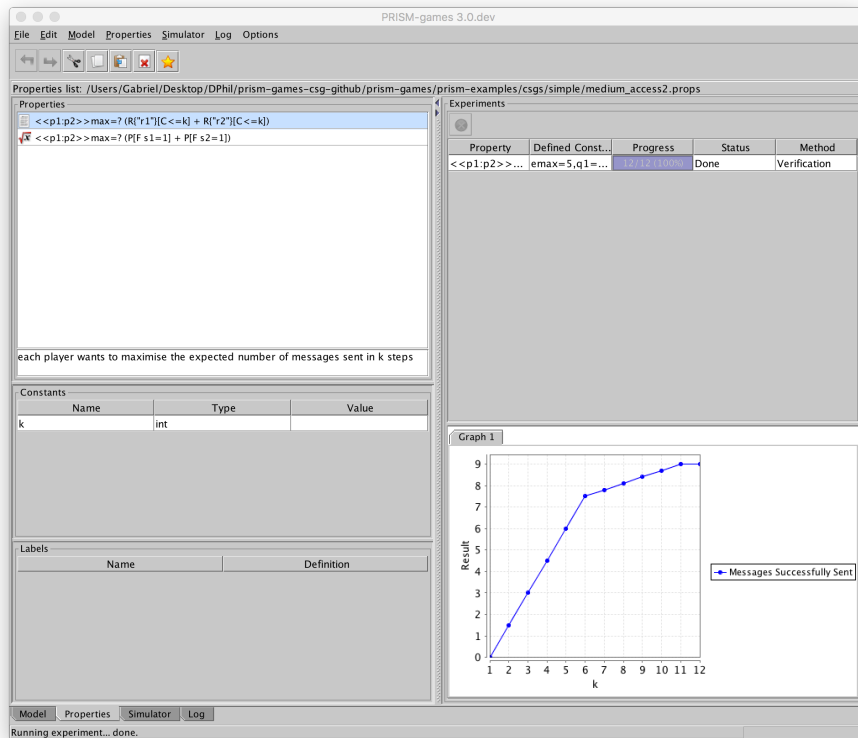 PRISM-games 3.0.dev
File Edit Model Properties Simulator Log Options
Properties list: /Users/Gabriel/Desktop/DPhil/prism-games-csg-github/prism-games/prism-examples/csgs/simple/medium_access2.props
Properties
<<p1:p2>>max=? (R{"r1"}[C<=k] + R{"r2"}[C<=k])
<<p1:p2>>max=? (P[F s1=1] + P[F s2=1])
each player wants to maximise the expected number of messages sent in k steps
Constants
Name Type Value
k int
Labels
Name Definition
Experiments
Property Defined Const... Progress Status Method
<<p1:p2>>... emax=5,q1=... 12/12 (100%) Done Verification
Graph 1
9
8
7
6
5
4
3
2
1
0
Result
1 2 3 4 5 6 7 8 9 10 11 12
k
Messages Successfully Sent
Model Properties Simulator Log
Running experiment... done.